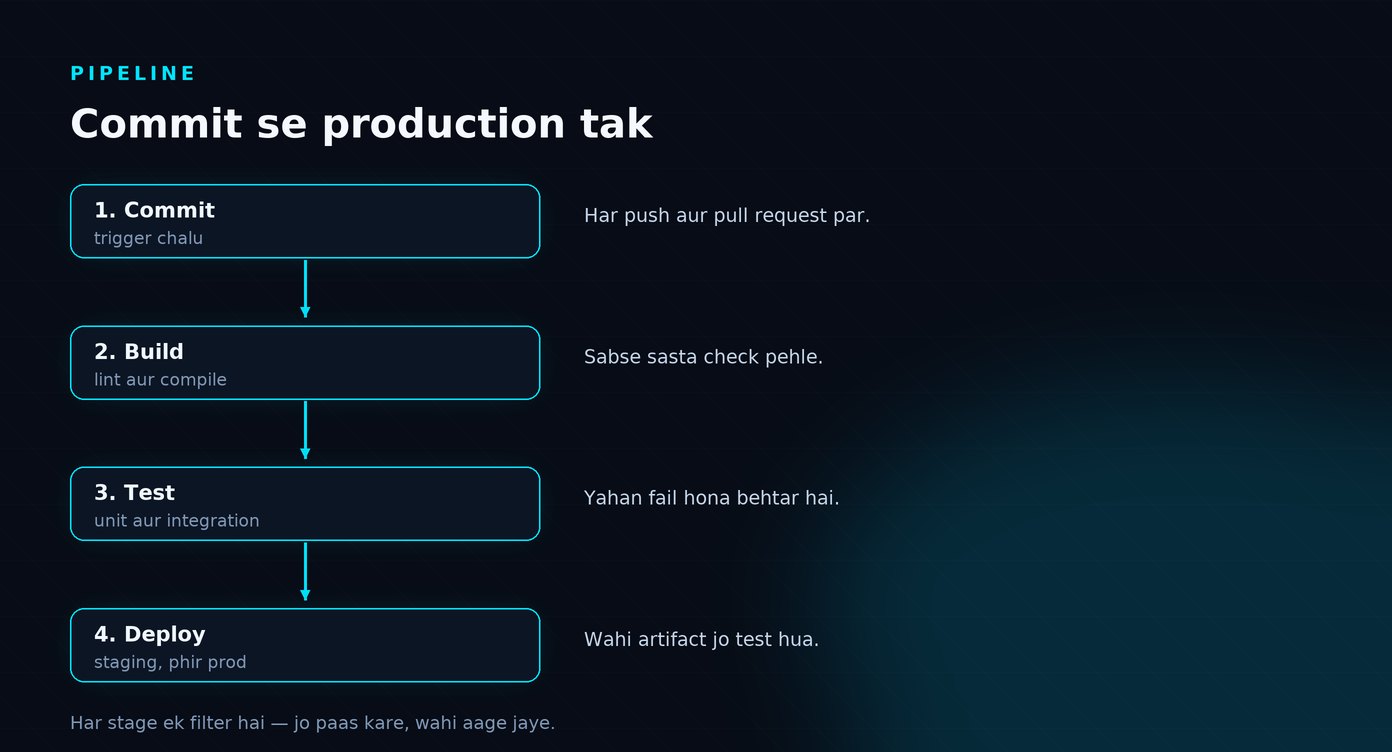 PIPELINE
Commit se production tak
1. Commit
trigger chalu
Har push aur pull request par.
2. Build
lint aur compile
Sabse sasta check pehle.
3. Test
unit aur integration
Yahan fail hona behtar hai.
4. Deploy
staging, phir prod
Wahi artifact jo test hua.
Har stage ek filter hai — jo paas kare, wahi aage jaye.